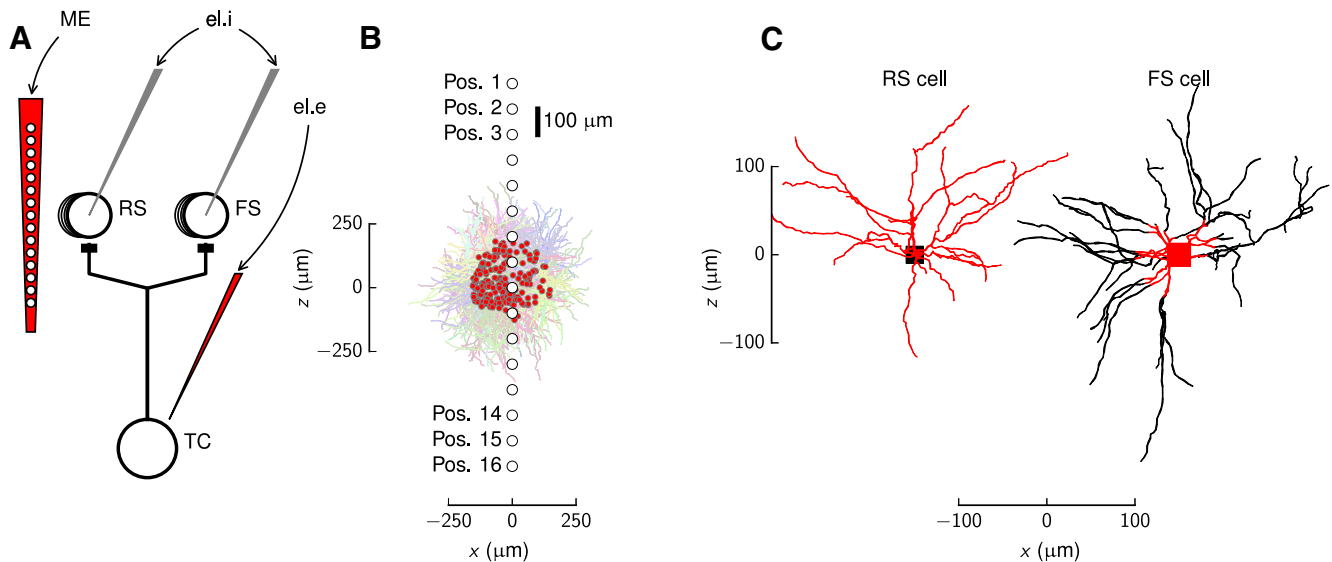 A
ME
el.i
el.e
RS
FS
TC
B
Pos. 1
Pos. 2
Pos. 3
100 μm
250
0
−250
z (μm)
Pos. 14
Pos. 15
Pos. 16
−250 0 250
x (μm)
C
RS cell
FS cell
100
0
−100
z (μm)
−100 0 100
x (μm)